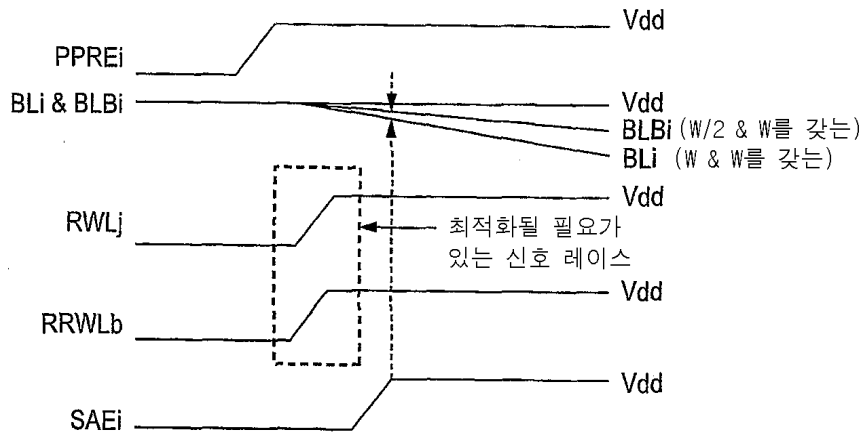 PPREi
Vdd
BLi & BLBi
Vdd
BLBi (W/2 & W를 갖는)
BLi (W & W를 갖는)
RWLj
Vdd
최적화될 필요가
있는 신호 레이스
RRWLb
Vdd
SAEi
Vdd